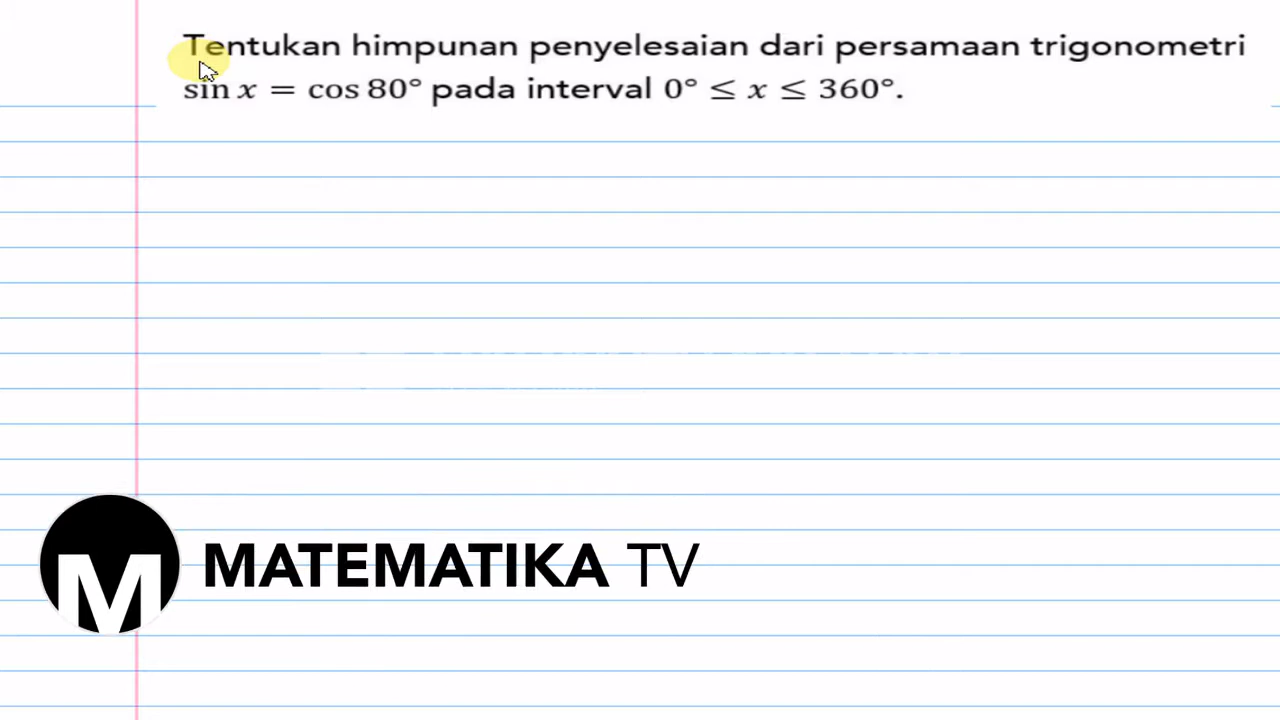 Tentukan himpunan penyelesaian dari persamaan trigonometri
sin x = cos 80° pada interval 0° ≤ x ≤ 360°.
M MATEMATIKA TV